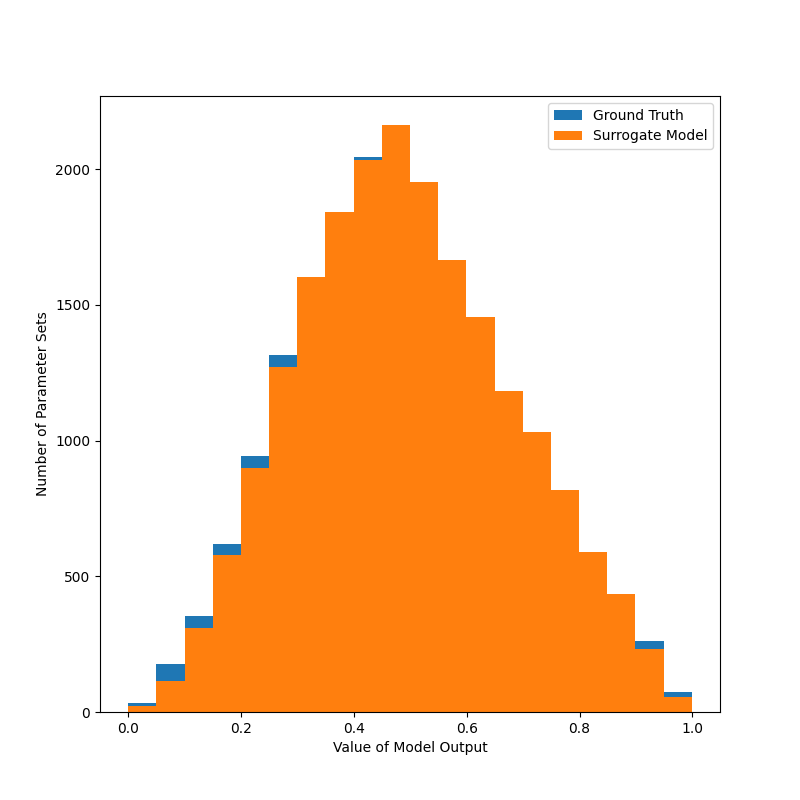 Ground Truth
Surrogate Model
2000
1500
1000
500
0
Number of Parameter Sets
0.0 0.2 0.4 0.6 0.8 1.0
Value of Model Output